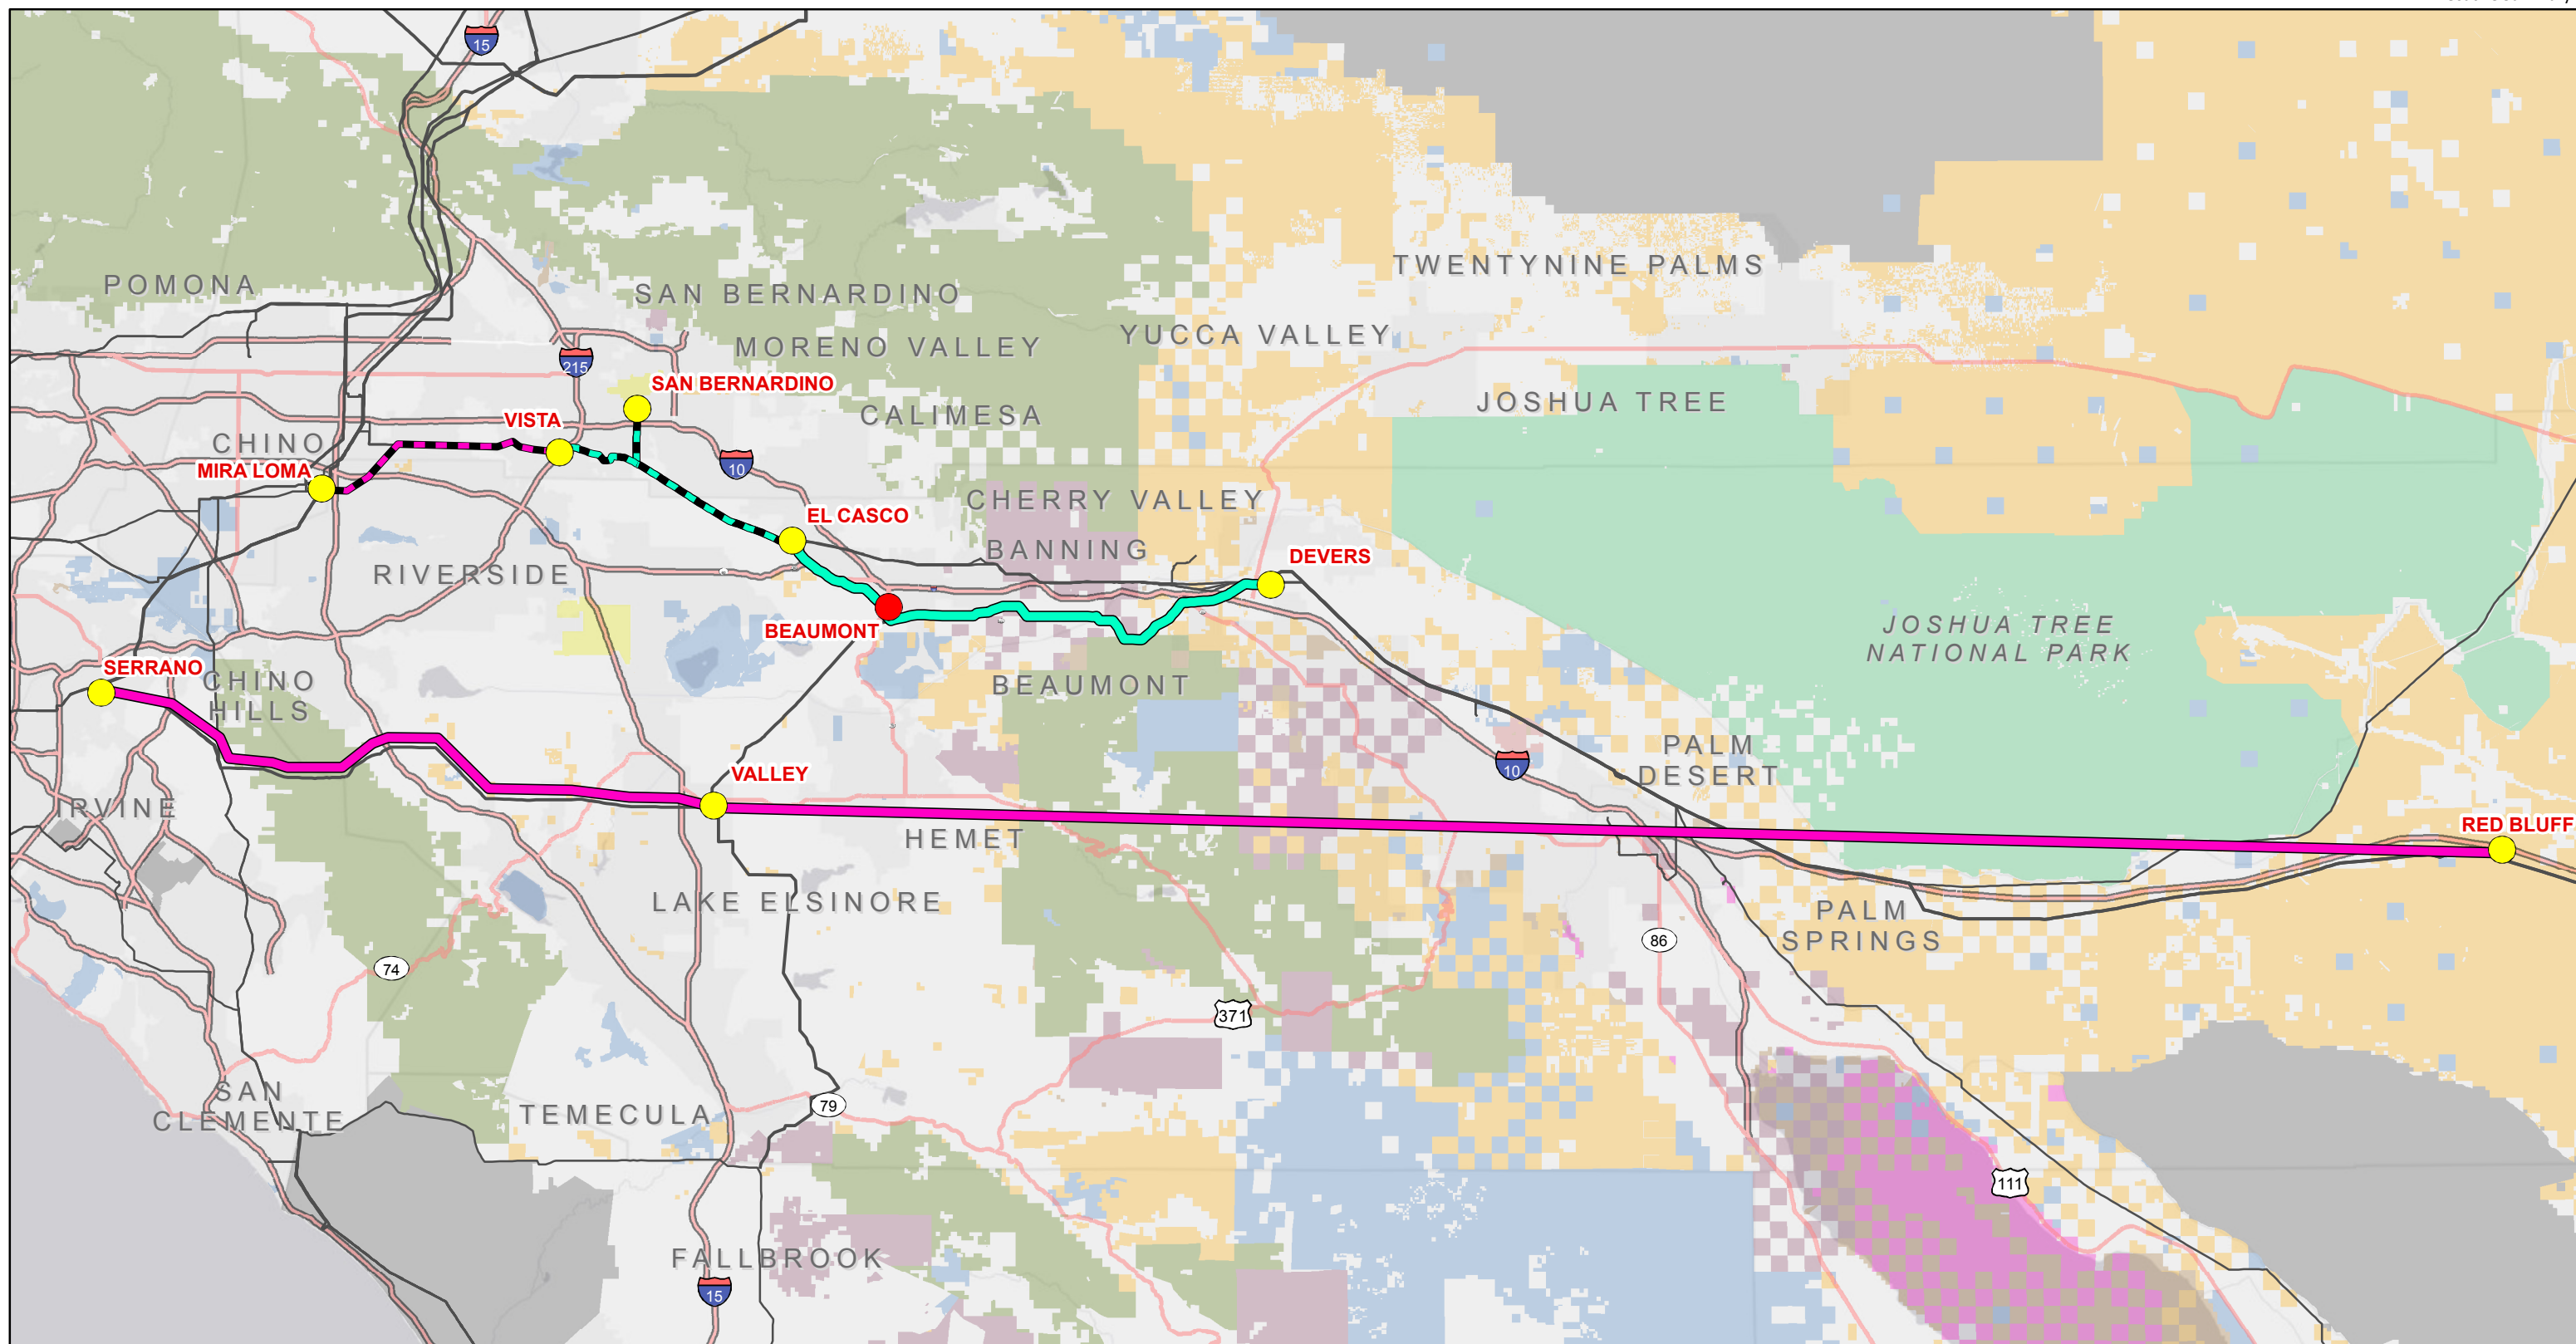 15
POMONA
SAN BERNARDINO
TWENTYNINE PALMS
MORENO VALLEY
YUCCA VALLEY
215
SAN BERNARDINO
JOSHUA TREE
VISTA
CALIMESA
CHINO
MIRA LOMA
10
CHERRY VALLEY
EL CASCO
BANNING
DEVERS
RIVERSIDE
BEAUMONT
JOSHUA TREE
NATIONAL PARK
SERRANO
CHINO
HILLS
BEAUMONT
PALM
DESERT
10
VALLEY
IRVINE
HEMET
RED BLUFF
LAKE ELSINORE
PALM
SPRINGS
86
74
371
SAN
CLEMENTE
TEMECULA
79
111
FALLBROOK
15